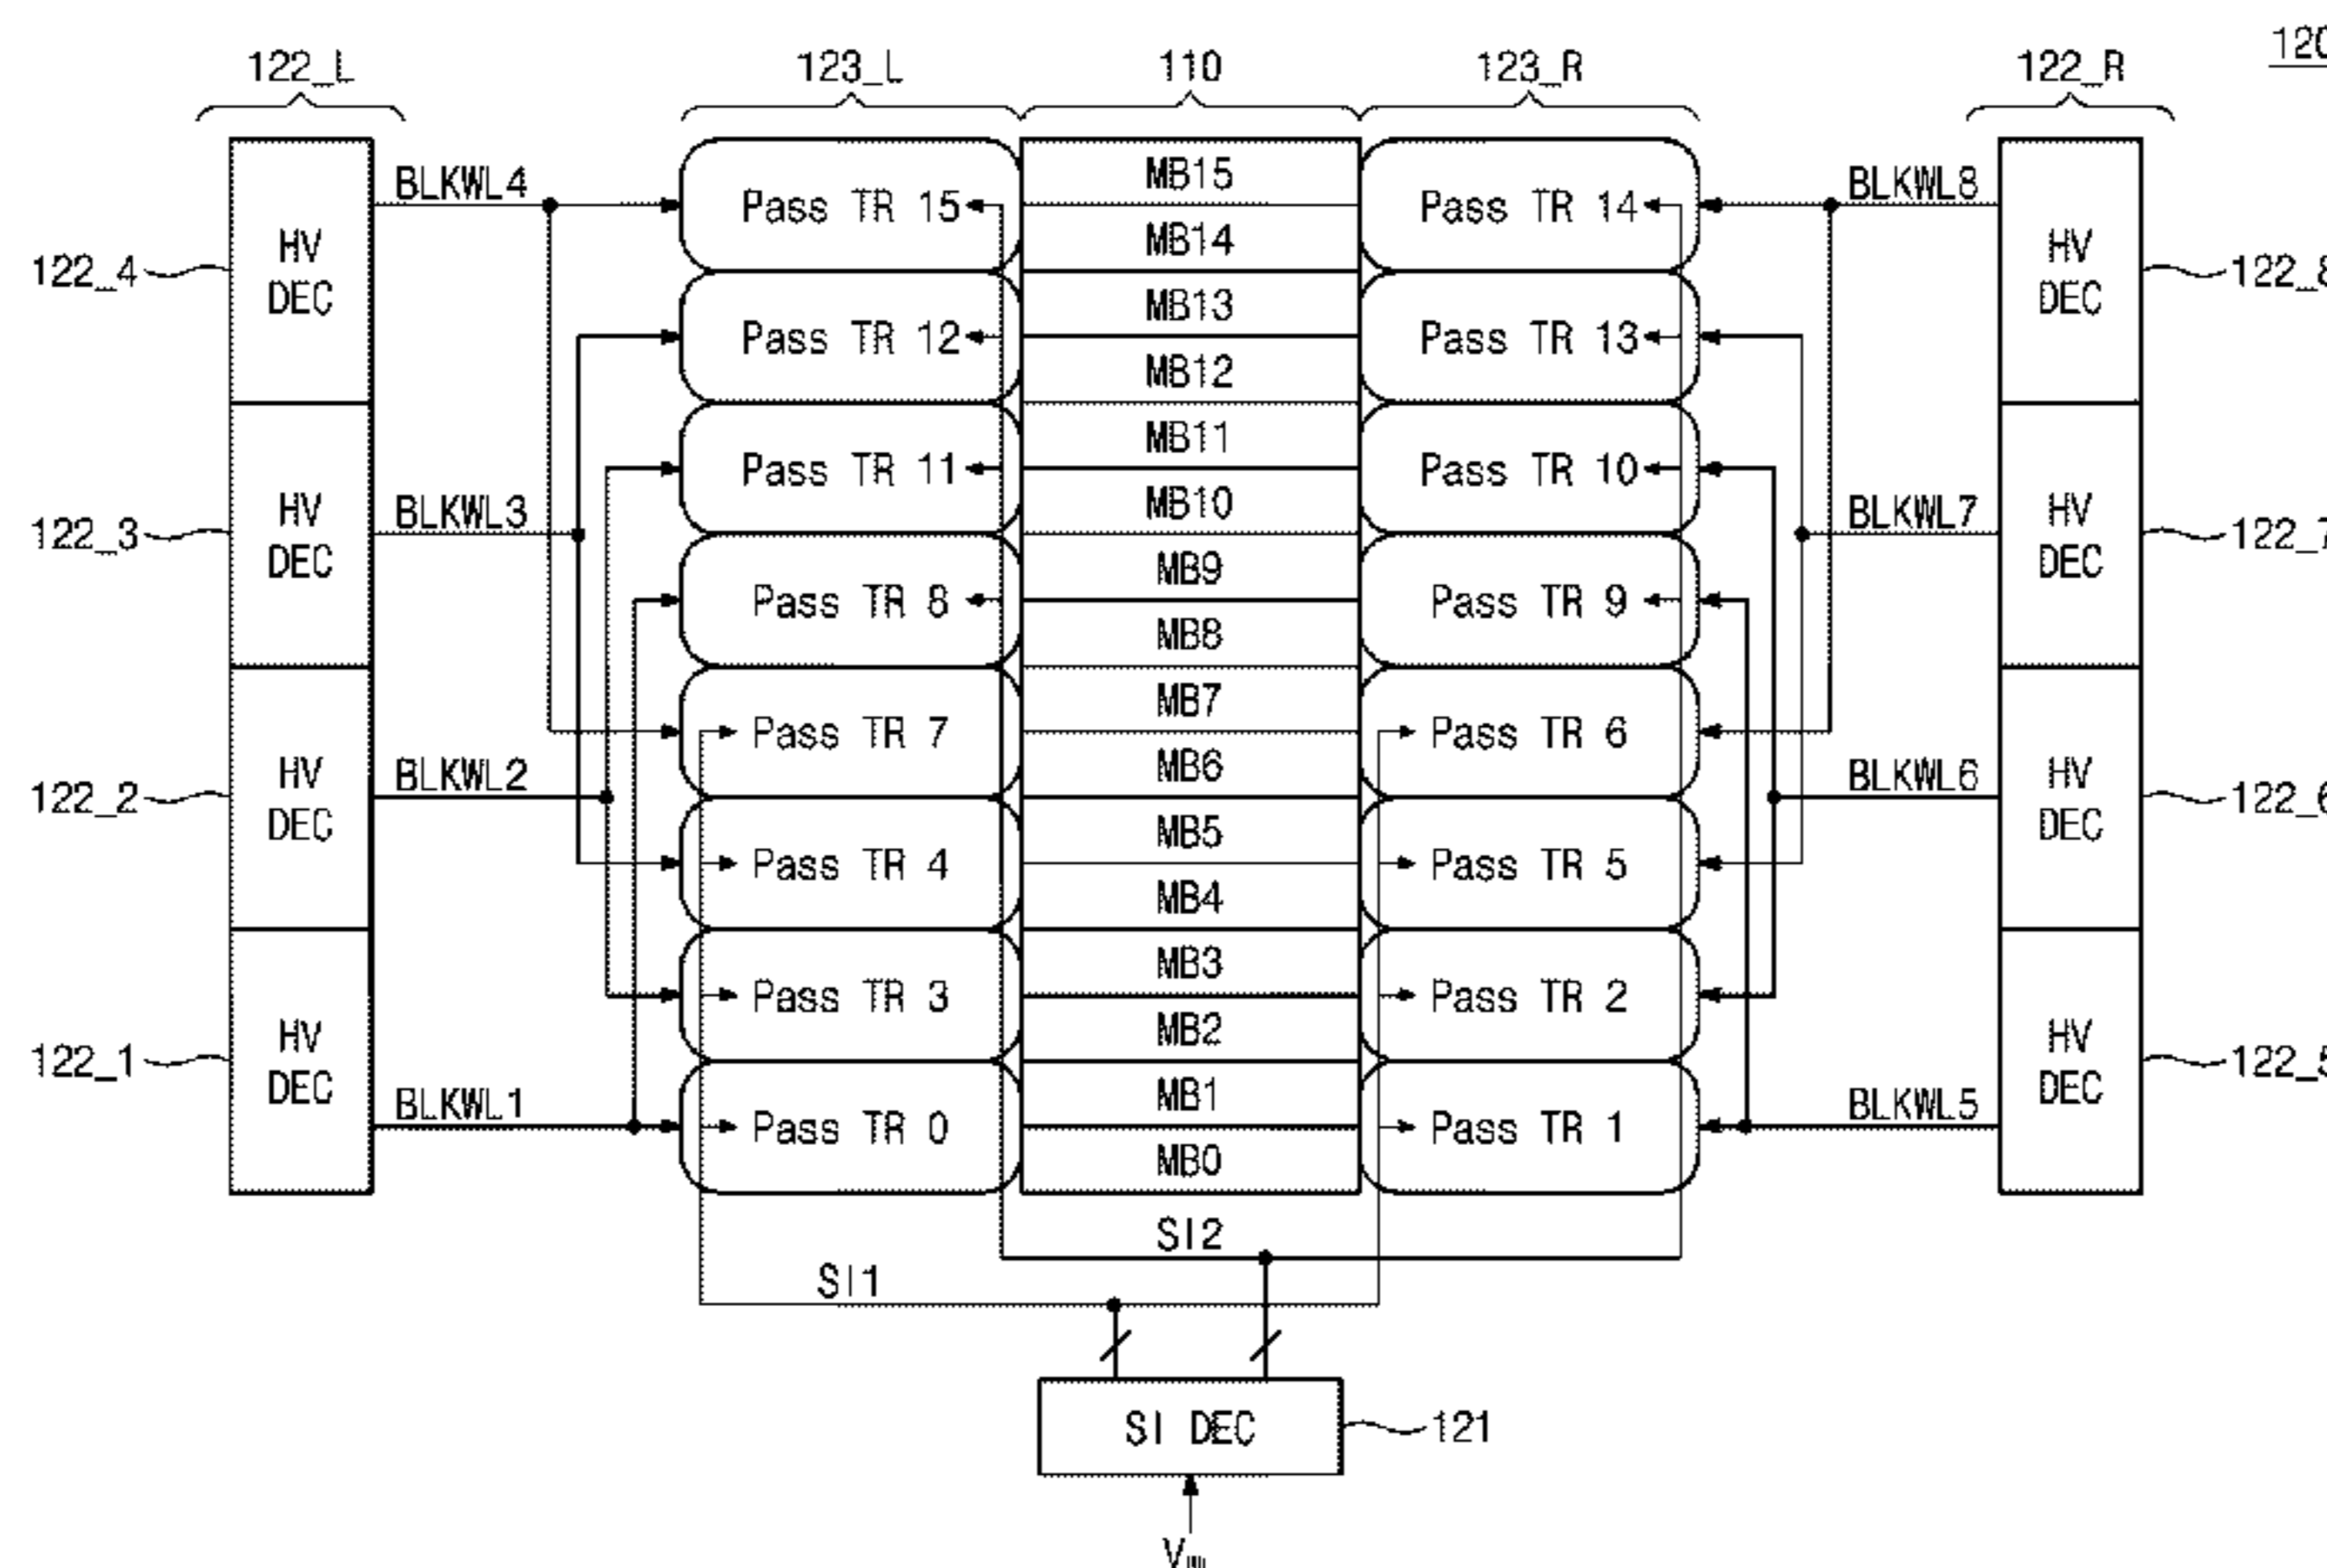 120
122_L 123_L 110 123_R 122_R
MB15
BLKWL4 BLKWL8
Pass TR 15 Pass TR 14
HV HV
MB14
122_4 122_8
DEC DEC
MB13
Pass TR 12 Pass TR 13
MB12
MB11
Pass TR 11 Pass TR 10
MB10
BLKWL3 BLKWL7
HV HV
122_3 122_7
DEC DEC
MB9
Pass TR 8 Pass TR 9
MB8
MB7
Pass TR 7 Pass TR 6
MB6
HV HV
BLKWL2 BLKWL6
122_2 122_6
DEC DEC
MB5
Pass TR 4 Pass TR 5
MB4
MB3
Pass TR 3 Pass TR 2
MB2
HV HV
122_1 122_5
DEC DEC
MB1
BLKWL1 BLKWL5
Pass TR 0 Pass TR 1
MB0
SI2
SI1
SI DEC 121